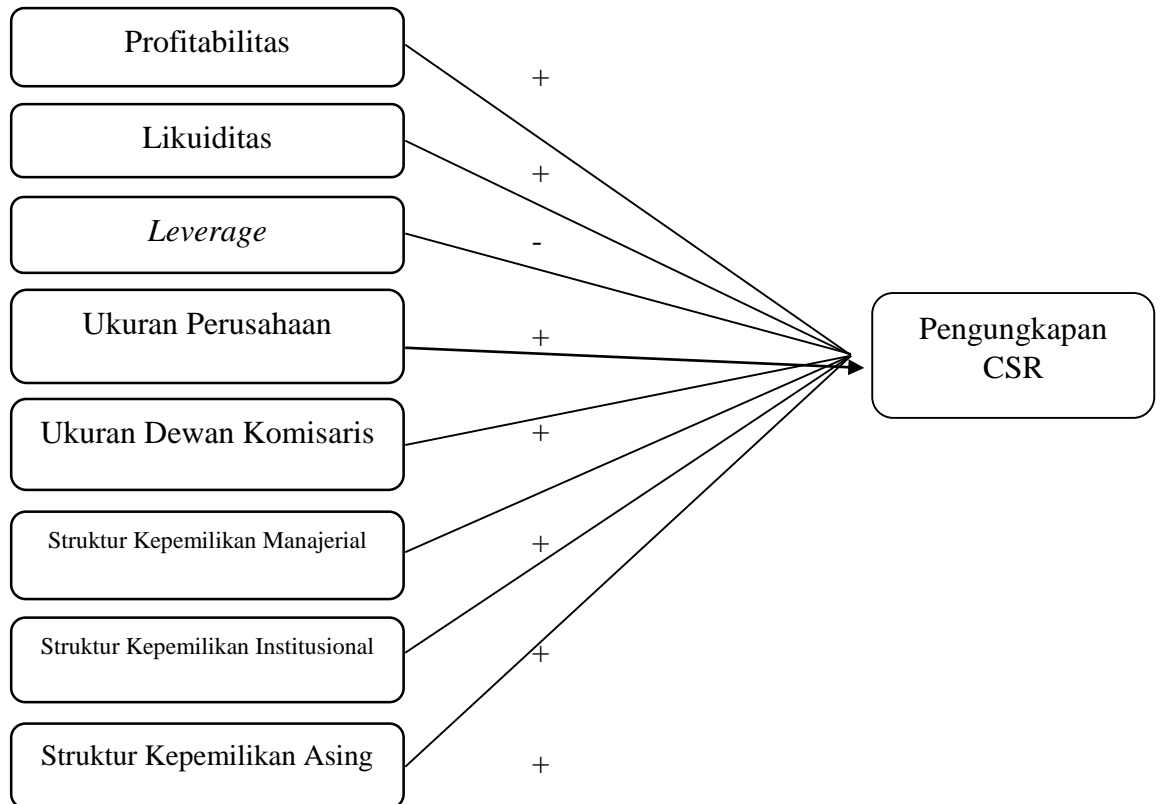 Profitabilitas
+
Likuiditas
+
Leverage
-
Ukuran Perusahaan
+
Ukuran Dewan Komisaris
+
Struktur Kepemilikan Manajerial
+
Struktur Kepemilikan Institusional
+
Struktur Kepemilikan Asing
+
Pengungkapan
CSR